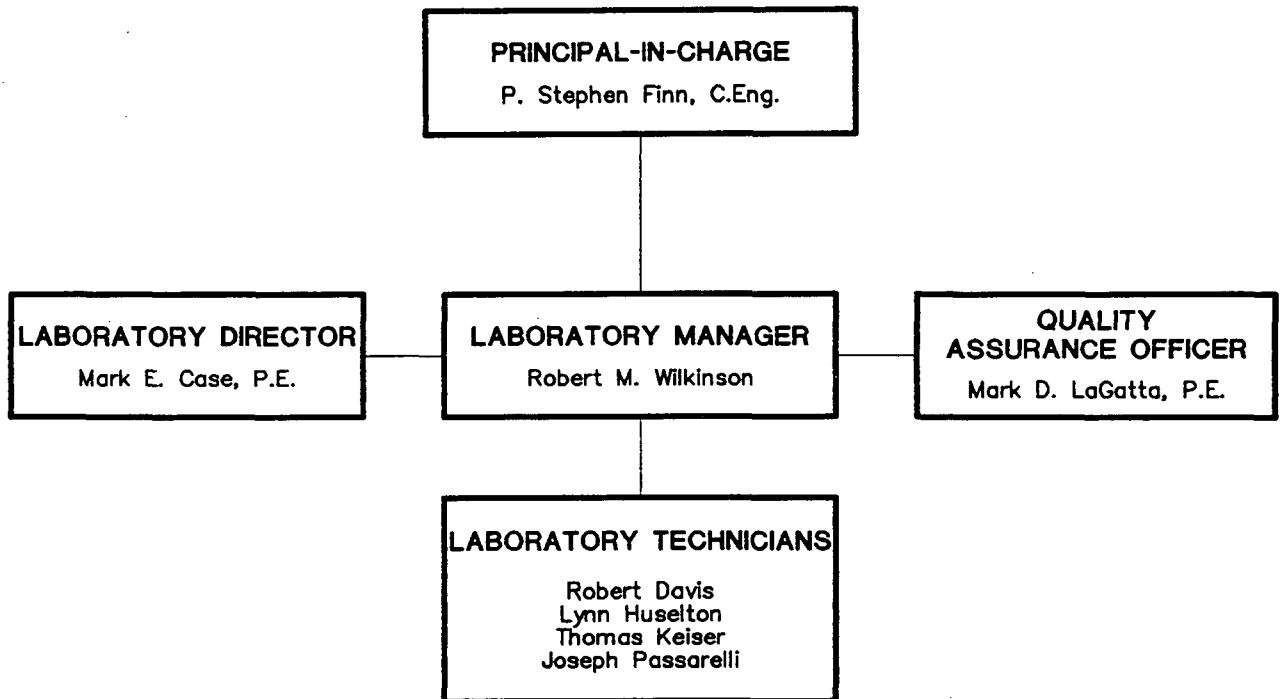 PRINCIPAL-IN-CHARGE
P. Stephen Finn, C.Eng.
LABORATORY DIRECTOR
Mark E. Case, P.E.
LABORATORY MANAGER
Robert M. Wilkinson
QUALITY
ASSURANCE OFFICER
Mark D. LaGatta, P.E.
LABORATORY TECHNICIANS
Robert Davis
Lynn Huselton
Thomas Keiser
Joseph Passarelli